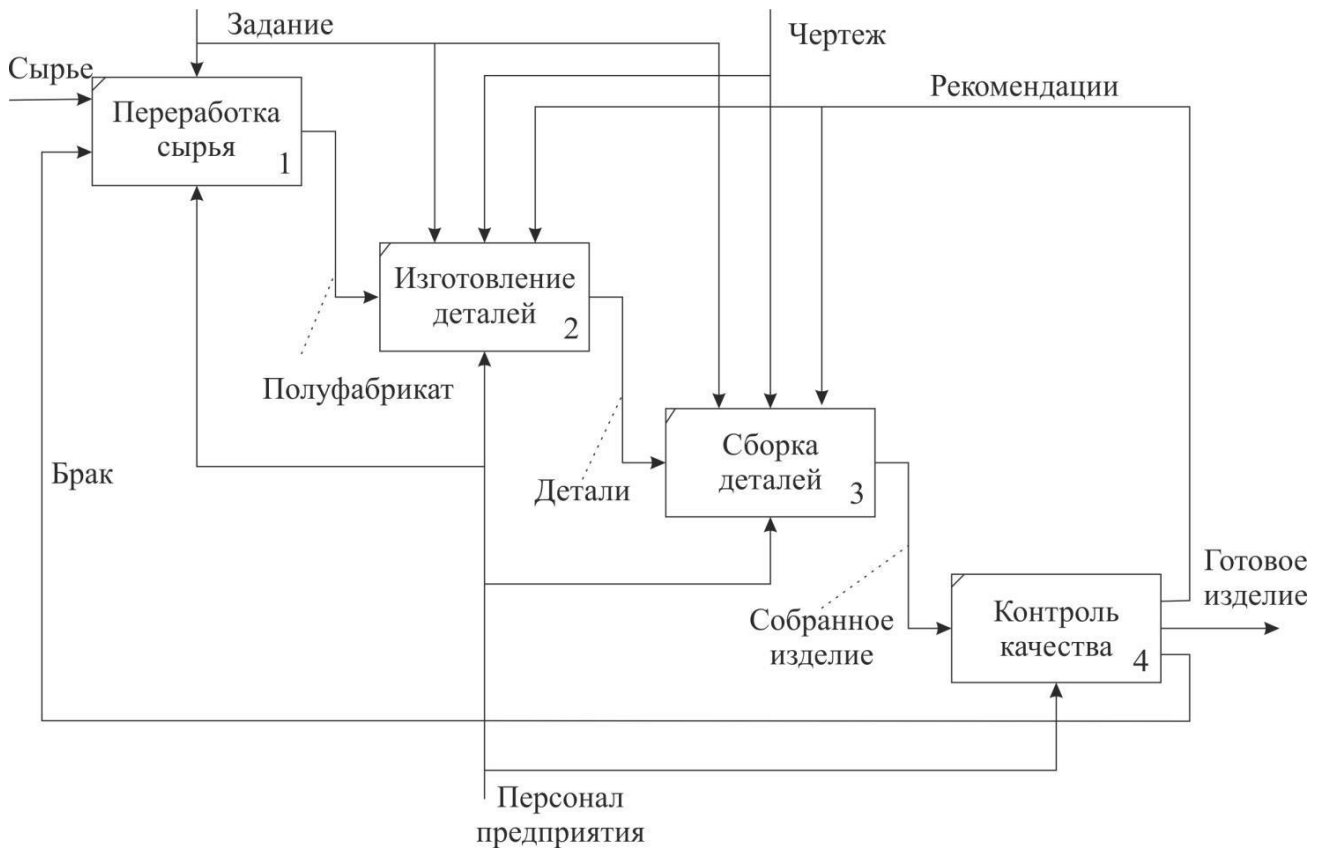 Задание
Чертеж
Сырье
Рекомендации
Переработка
сырья
1
Изготовление
деталей
2
Полуфабрикат
Сборка
деталей
3
Брак
Детали
Готовое
изделие
Контроль
качества
4
Собранное
изделие
Персонал
предприятия